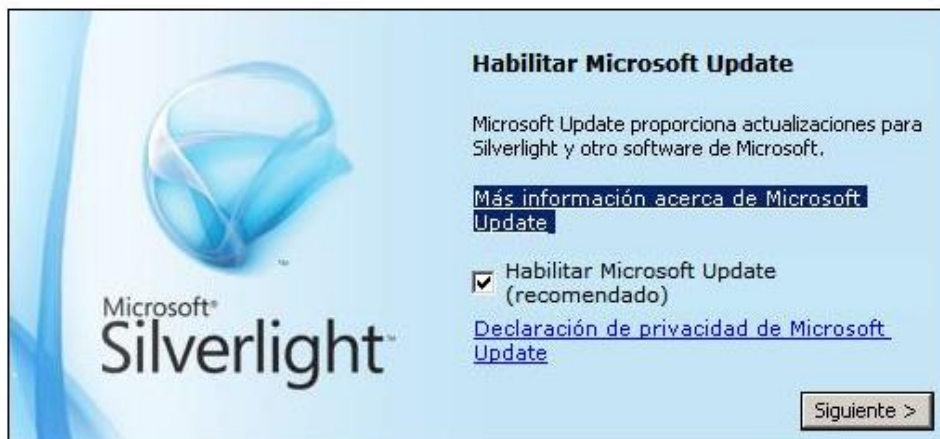 Habilitar Microsoft Update
Microsoft Update proporciona actualizaciones para
Silverlight y otro software de Microsoft.
Más información acerca de Microsoft
Update
Habilitar Microsoft Update
(recomendado)
Declaración de privacidad de Microsoft
Update
Microsoft®
Silverlight™
Siguiente >